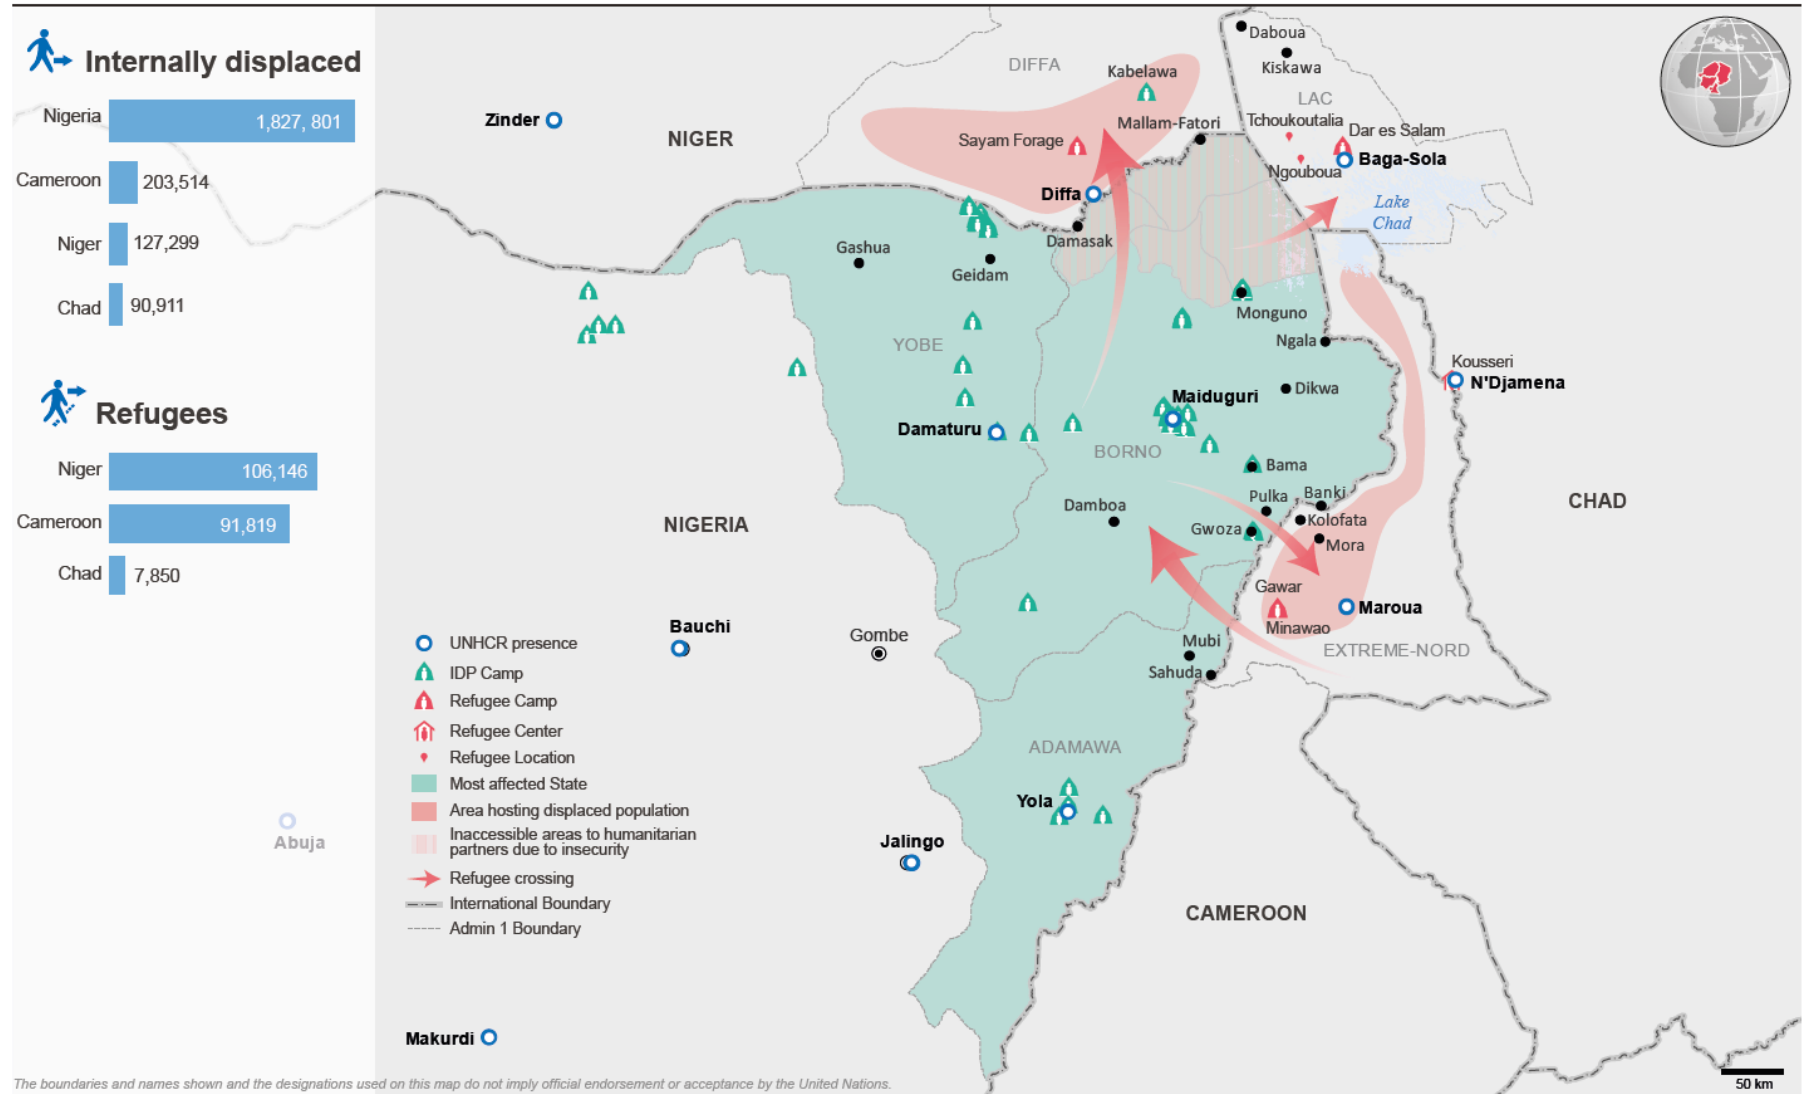 Internally displaced
Nigeria
1,827, 801
Cameroon
203,514
Niger
127,299
Chad
90,911
Refugees
Niger
106,146
Cameroon
91,819
Chad
7,850
Abuja
Daboua
Kiskawa
DIFFA
Kabelawa
LAC
Zinder
NIGER
Mallam-Fatori
Tchoukoutalia
Sayam Forage
Dar es Salam
Baga-Sola
Ngouboua
Diffa
Lake
Chad
Damasak
Gashua
Geidam
Monguno
YOBE
Ngala
Kousseri
N'Djamena
Dikwa
Maiduguri
Damaturu
BORNO
Bama
Pulka
Banki
Damboa
CHAD
NIGERIA
Gwoza
Kolofata
Mora
Gawar
Maroua
Minawao
Bauchi
Gombe
Mubi
EXTREME-NORD
Sahuda
UNHCR presence
IDP Camp
Refugee Camp
Refugee Center
Refugee Location
Most affected State
Area hosting displaced population
Inaccessible areas to humanitarian
partners due to insecurity
Refugee crossing
International Boundary
Admin 1 Boundary
ADAMAWA
Yola
Jalingo
CAMEROON
Makurdi
50 km
The boundaries and names shown and the designations used on this map do not imply official endorsement or acceptance by the United Nations.